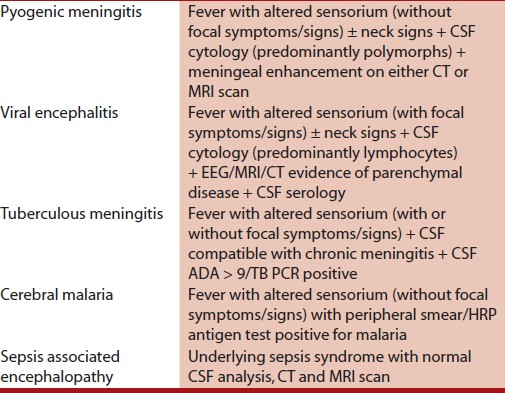 Pyogenic meningitis
Fever with altered sensorium (without
focal symptoms/signs) ± neck signs + CSF
cytology (predominantly polymorphs) +
meningeal enhancement on either CT or
MRI scan
Viral encephalitis
Fever with altered sensorium (with focal
symptoms/signs) ± neck signs + CSF
cytology (predominantly lymphocytes)
+ EEG/MRI/CT evidence of parenchymal
disease + CSF serology
Tuberculous meningitis
Fever with altered sensorium (with or
without focal symptoms/signs) + CSF
compatible with chronic meningitis + CSF
ADA > 9/TB PCR positive
Cerebral malaria
Fever with altered sensorium (without focal
symptoms/signs) with peripheral smear/HRP
antigen test positive for malaria
Sepsis associated
encephalopathy
Underlying sepsis syndrome with normal
CSF analysis, CT and MRI scan